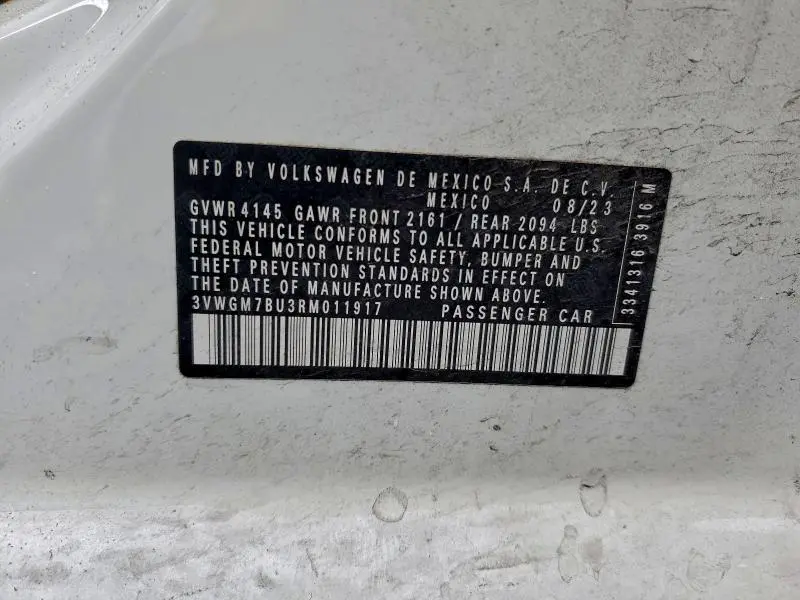 MFD BY VOLKSWAGEN DE MEXICO S.A. DE C.V.
MEXICO 08/23
GVWR 4145 GAWR FRONT 2161 / REAR 2094 LBS
THIS VEHICLE CONFORMS TO ALL APPLICABLE U.S
FEDERAL MOTOR VEHICLE SAFETY, BUMPER AND
THEFT PREVENTION STANDARDS IN EFFECT ON
THE DATE OF MANUFACTURE SHOWN ABOVE.
3VWGM7BU3RM011917 PASSENGER CAR
3341316 3916 M